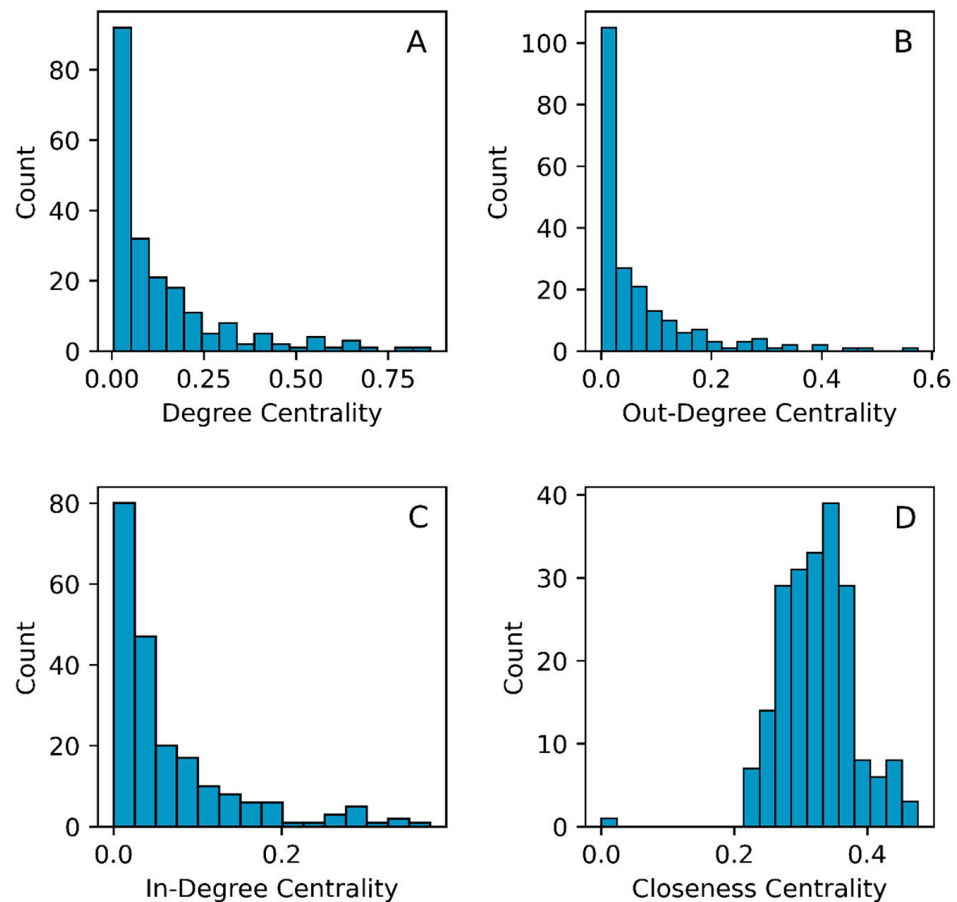 A
Count
80
60
40
20
0
0.00 0.25 0.50 0.75
Degree Centrality
B
Count
100
80
60
40
20
0
0.0 0.2 0.4 0.6
Out-Degree Centrality
C
Count
80
60
40
20
0
0.0 0.2
In-Degree Centrality
D
Count
40
30
20
10
0
0.0 0.2 0.4
Closeness Centrality